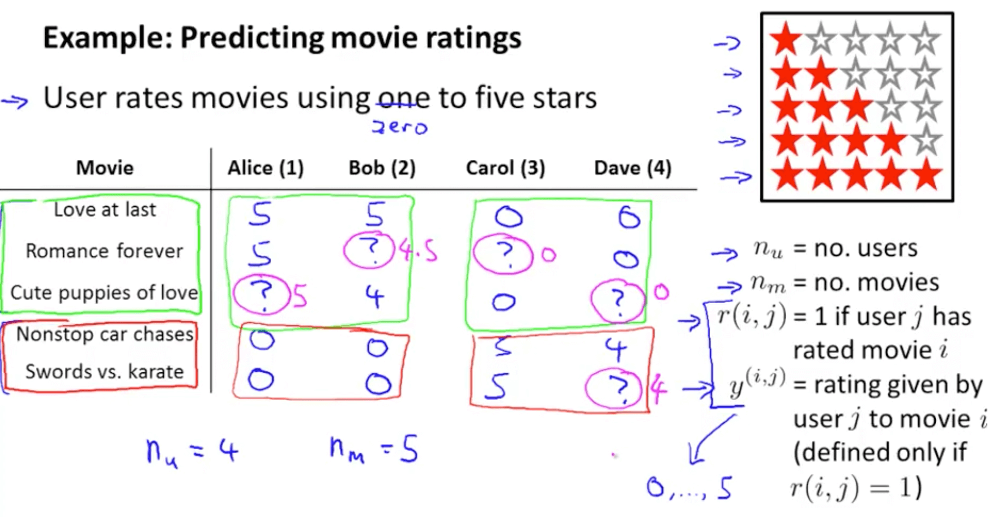 Example: Predicting movie ratings
User rates movies using one to five stars
zero
Movie Alice (1) Bob (2) Carol (3) Dave (4)
Love at last 5 5 0 0
Romance forever 5 ? 4.5 ? 0 0
Cute puppies of love ? 5 4 0 ? 0
Nonstop car chases 0 0 5 4
Swords vs. karate 0 0 5 ? 4
n_u = 4 n_m = 5
n_u = no. users
n_m = no. movies
r(i, j) = 1 if user j has
rated movie i
y^(i,j) = rating given by
user j to movie i
(defined only if
r(i, j) = 1)
0, ..., 5